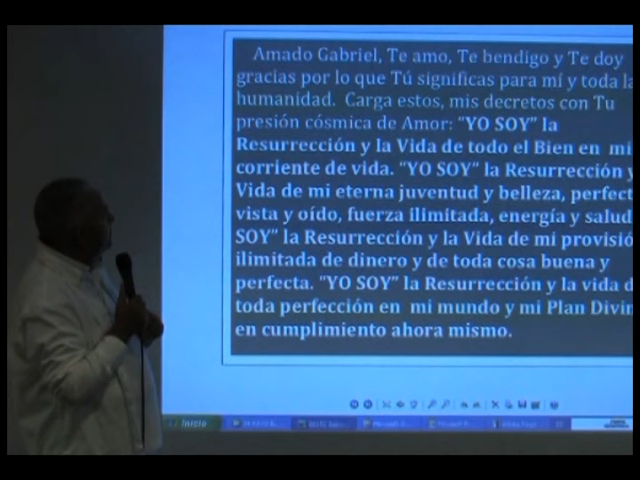 Amado Gabriel, Te amo, Te bendigo y Te doy
gracias por lo que Tú significas para mí y toda la
humanidad. Carga estos, mis decretos con Tu
presión cósmica de Amor: “YO SOY” la
Resurrección y la Vida de todo el Bien en mi
corriente de vida. “YO SOY” la Resurrección y
Vida de mi eterna juventud y belleza, perfect
vista y oído, fuerza ilimitada, energía y salud
SOY” la Resurrección y la Vida de mi provisió
ilimitada de dinero y de toda cosa buena y
perfecta. “YO SOY” la Resurrección y la vida d
toda perfección en mi mundo y mi Plan Divin
en cumplimiento ahora mismo.
Inicio